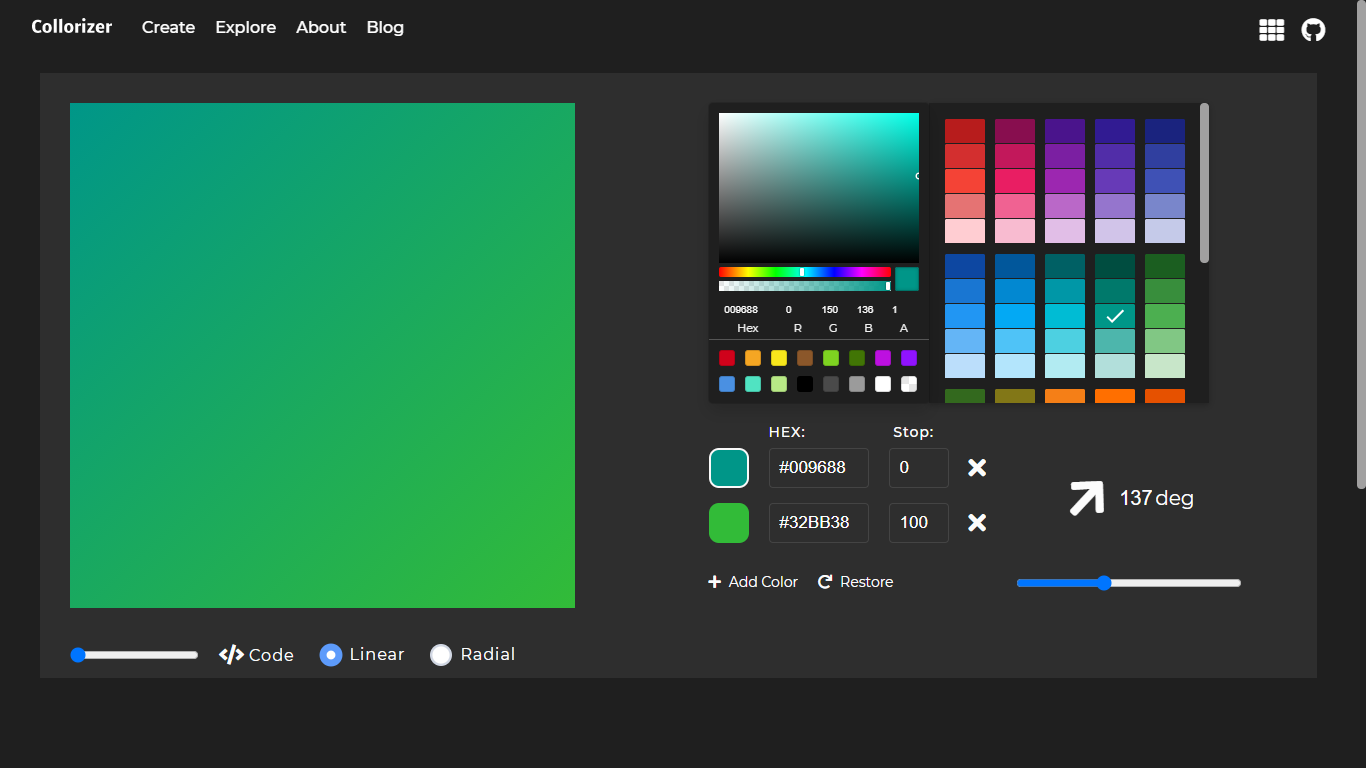 Collorizer Create Explore About Blog
009688 0 150 136 1
Hex R G B A
HEX: Stop:
#009688 0
137 deg
#32BB38 100
Add Color Restore
Code Linear Radial